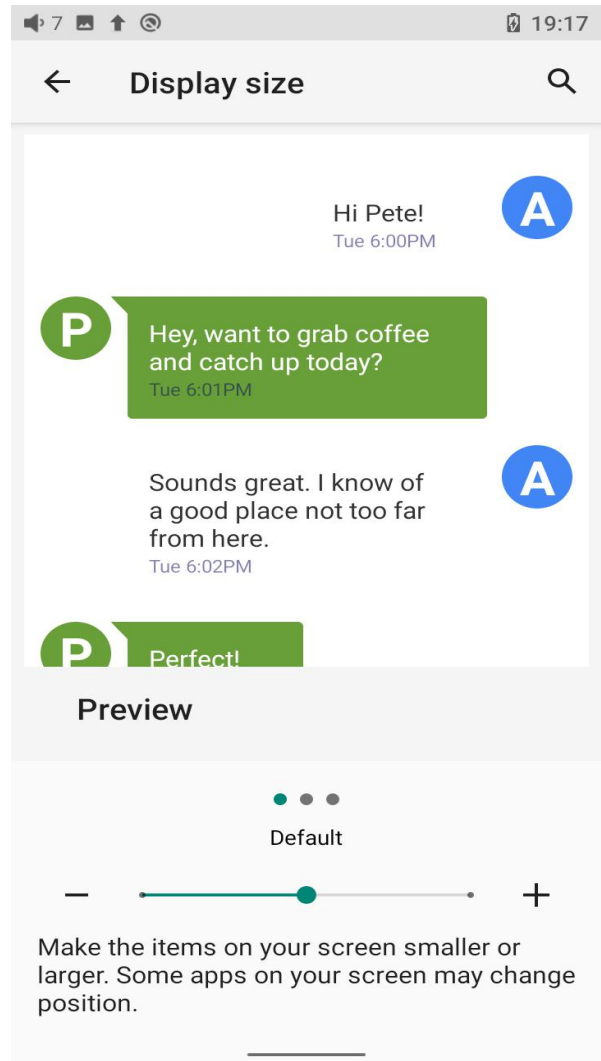 7 19:17
Display size
Hi Pete!
A
Tue 6:00PM
P
Hey, want to grab coffee
and catch up today?
Tue 6:01PM
A
Sounds great. I know of
a good place not too far
from here.
Tue 6:02PM
P
Perfect!
Preview
Default
Make the items on your screen smaller or
larger. Some apps on your screen may change
position.